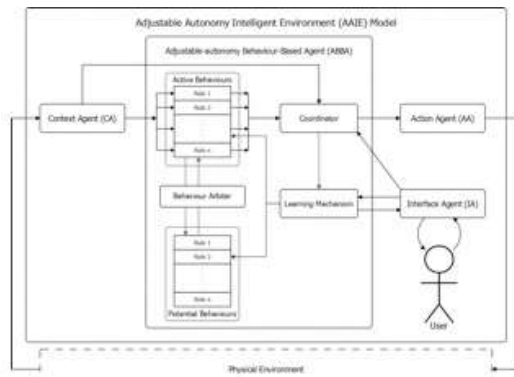 Adjustable Autonomy Intelligent Environment (AAIE) Model
Adjustable-autonomy Behaviour-Based Agent (ABBA)
Active Behaviours
Rule 1
Rule 2
Rule n
Context Agent (CA)
Coordinator
Action Agent (AA)
Behaviour Arbiter
Learning Mechanism
Interface Agent (IA)
Rule 1
Rule 2
Rule n
Potential Behaviours
User
Physical Environment